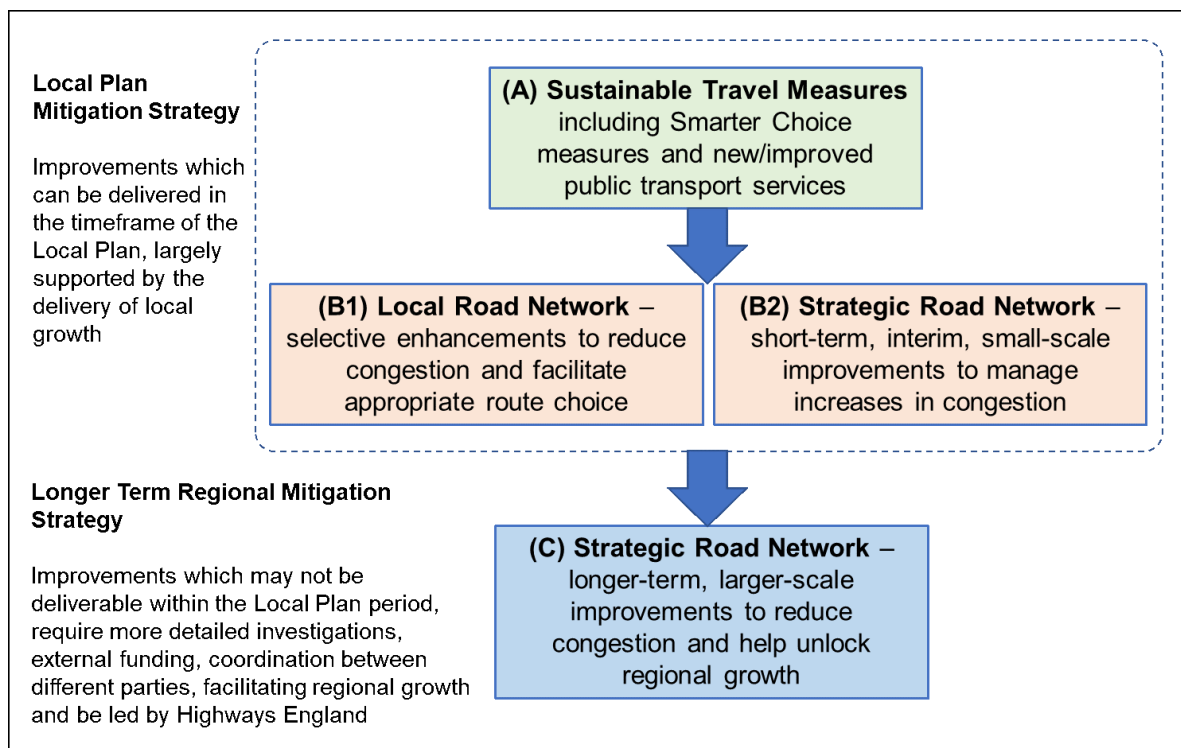 Local Plan
Mitigation Strategy
Improvements which
can be delivered in
the timeframe of the
Local Plan, largely
supported by the
delivery of local
growth
(A) Sustainable Travel Measures
including Smarter Choice
measures and new/improved
public transport services
(B1) Local Road Network –
selective enhancements to reduce
congestion and facilitate
appropriate route choice
(B2) Strategic Road Network –
short-term, interim, small-scale
improvements to manage
increases in congestion
Longer Term Regional Mitigation
Strategy
Improvements which may not be
deliverable within the Local Plan period,
require more detailed investigations,
external funding, coordination between
different parties, facilitating regional growth
and be led by Highways England
(C) Strategic Road Network –
longer-term, larger-scale
improvements to reduce
congestion and help unlock
regional growth